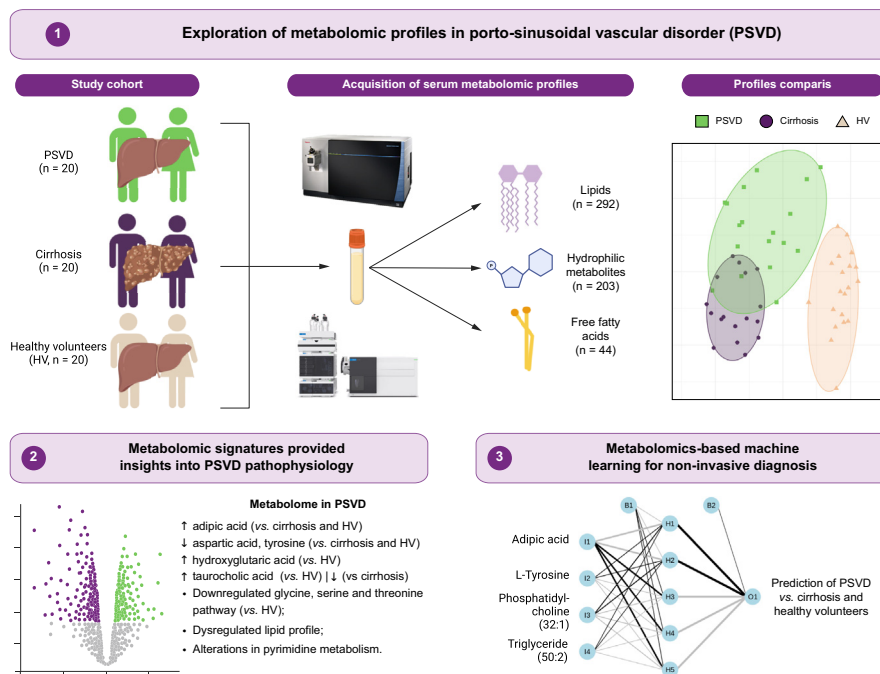 1
Exploration of metabolomic profiles in porto-sinusoidal vascular disorder (PSVD)
Study cohort
Acquisition of serum metabolomic profiles
Profiles comparis
PSVD
(n = 20)
Cirrhosis
(n = 20)
Healthy volunteers
(HV, n = 20)
Lipids
(n = 292)
P
Hydrophilic
metabolites
(n = 203)
Free fatty
acids
(n = 44)
PSVD Cirrhosis HV
2
Metabolomic signatures provided
insights into PSVD pathophysiology
Metabolome in PSVD
↑ adipic acid (vs. cirrhosis and HV)
↓ aspartic acid, tyrosine (vs. cirrhosis and HV)
↑ hydroxyglutaric acid (vs. HV)
↑ taurocholic acid (vs. HV) | ↓ (vs cirrhosis)
• Downregulated glycine, serine and threonine
pathway (vs. HV);
• Dysregulated lipid profile;
• Alterations in pyrimidine metabolism.
3
Metabolomics-based machine
learning for non-invasive diagnosis
Adipic acid
L-Tyrosine
Phosphatidyl-
choline
(32:1)
Triglyceride
(50:2)
B1
B2
I1
I2
I3
I4
H1
H2
H3
H4
H5
O1
Prediction of PSVD
vs. cirrhosis and
healthy volunteers